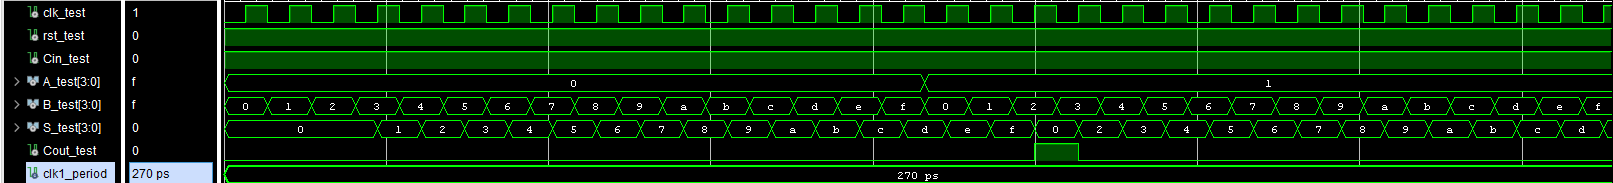 clk_test 1
rst_test 0
Cin_test 0
A_test[3:0] f 0 1
B_test[3:0] f 0 1 2 3 4 5 6 7 8 9 a b c d e f 0 1 2 3 4 5 6 7 8 9 a b c d e f
S_test[3:0] 0 0 1 2 3 4 5 6 7 8 9 a b c d e f 0 2 3 4 5 6 7 8 9 a b c d
Cout_test 0
clk1_period 270 ps 270 ps